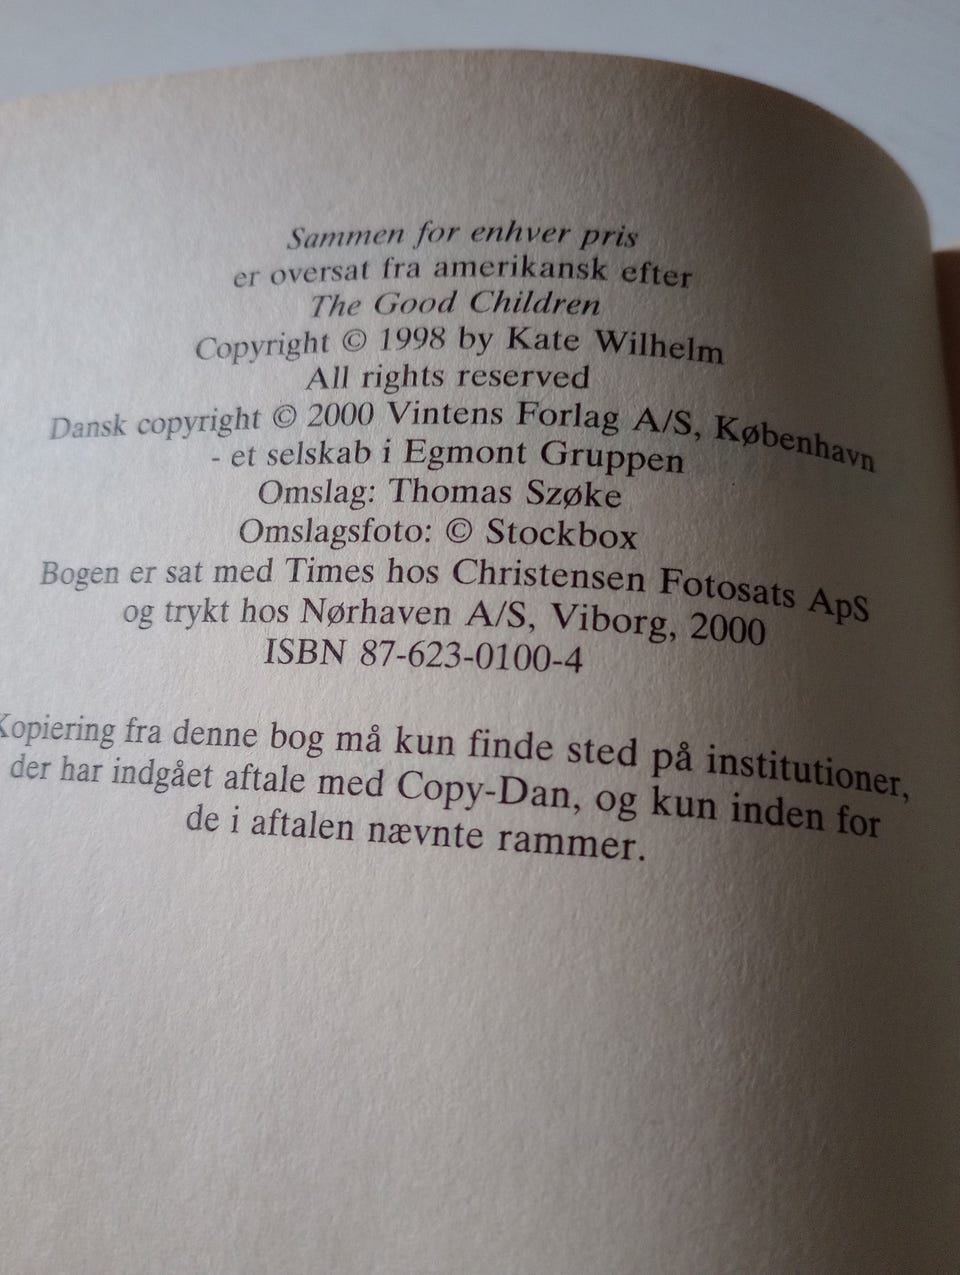 Sammen for enhver pris
er oversat fra amerikansk efter
The Good Children
Copyright © 1998 by Kate Wilhelm
All rights reserved
Dansk copyright © 2000 Vintens Forlag A/S, København
- et selskab i Egmont Gruppen
Omslag: Thomas Szøke
Omslagsfoto: © Stockbox
Bogen er sat med Times hos Christensen Fotosats ApS
og trykt hos Nørhaven A/S, Viborg, 2000
ISBN 87-623-0100-4
Kopiering fra denne bog må kun finde sted på institutioner,
der har indgået aftale med Copy-Dan, og kun inden for
de i aftalen nævnte rammer.